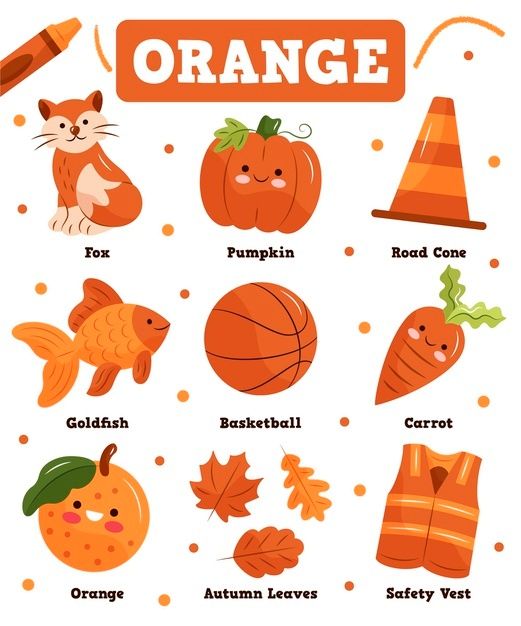 ORANGE
Fox
Pumpkin
Road Cone
Goldfish
Basketball
Carrot
Orange
Autumn Leaves
Safety Vest